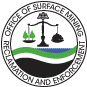 OFFICE OF SURFACE MINING
RECLAMATION AND ENFORCEMENT